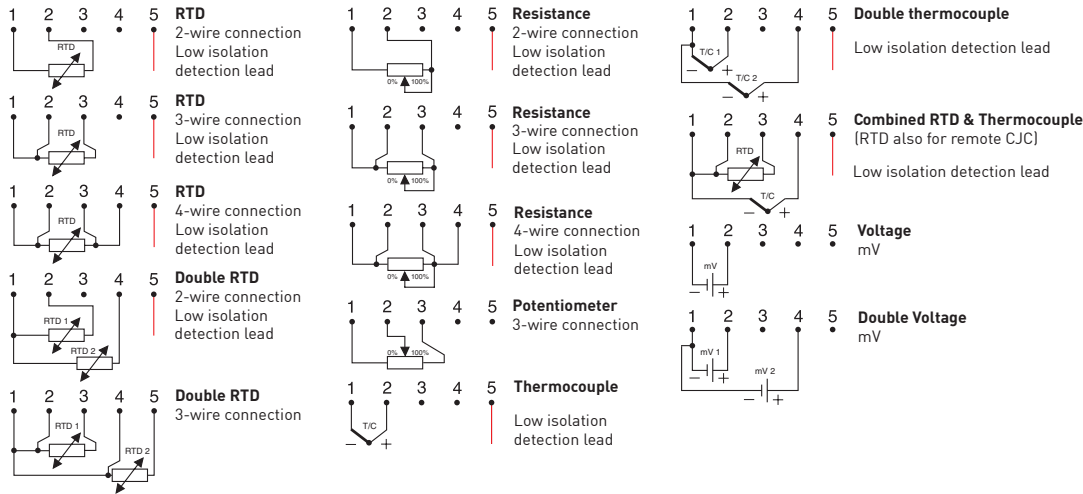 1 2 3 4 5
RTD
2-wire connection
Low isolation
detection lead
RTD
1 2 3 4 5
RTD
3-wire connection
Low isolation
detection lead
RTD
1 2 3 4 5
RTD
4-wire connection
Low isolation
detection lead
RTD
1 2 3 4 5
Double RTD
2-wire connection
Low isolation
detection lead
RTD 1
RTD 2
1 2 3 4 5
Double RTD
3-wire connection
RTD 1
RTD 2
1 2 3 4 5
Resistance
2-wire connection
Low isolation
detection lead
0% 100%
1 2 3 4 5
Resistance
3-wire connection
Low isolation
detection lead
0% 100%
1 2 3 4 5
Resistance
4-wire connection
Low isolation
detection lead
0% 100%
1 2 3 4 5
Potentiometer
3-wire connection
0% 100%
1 2 3 4 5
Thermocouple
Low isolation
detection lead
T/C
− +
1 2 3 4 5
Double thermocouple
Low isolation detection lead
T/C 1
− +
T/C 2
− +
1 2 3 4 5
Combined RTD & Thermocouple
(RTD also for remote CJC)
Low isolation detection lead
RTD
T/C
− +
1 2 3 4 5
Voltage
mV
mV
− +
1 2 3 4 5
Double Voltage
mV
mV 1
− +
mV 2
− +